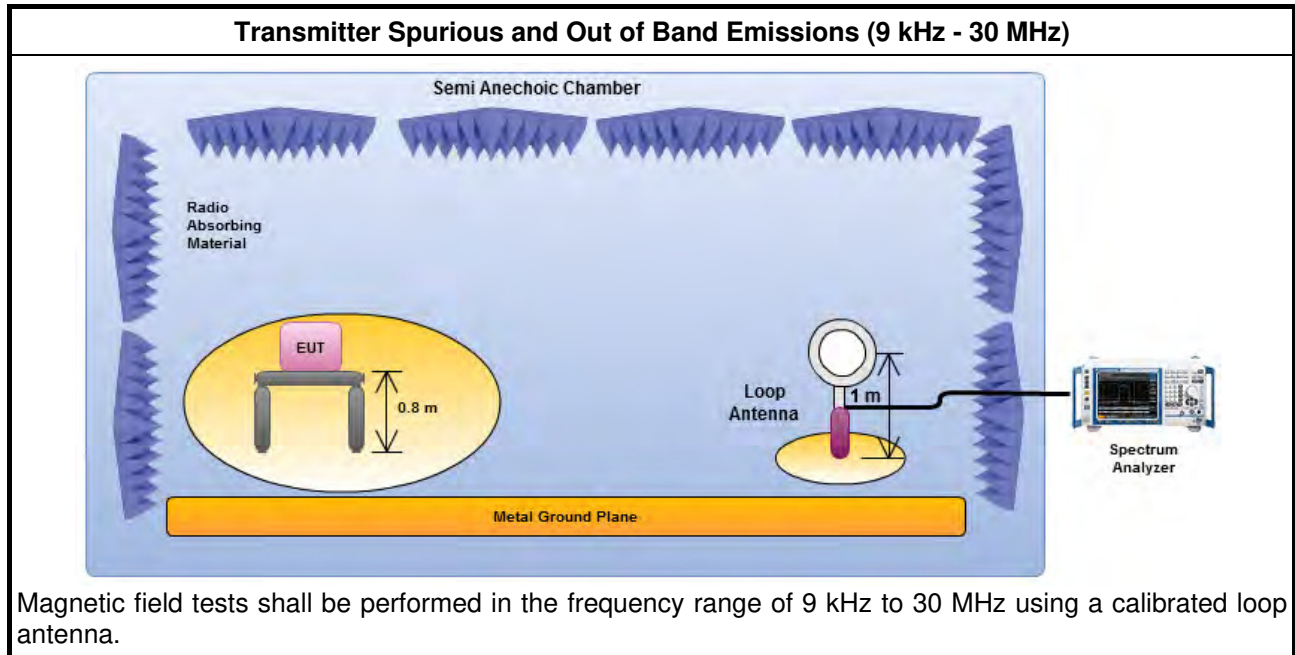 Transmitter Spurious and Out of Band Emissions (9 kHz - 30 MHz)
Semi Anechoic Chamber
Radio
Absorbing
Material
EUT
0.8 m
Loop
Antenna
1 m
Spectrum
Analyzer
Metal Ground Plane
Magnetic field tests shall be performed in the frequency range of 9 kHz to 30 MHz using a calibrated loop
antenna.